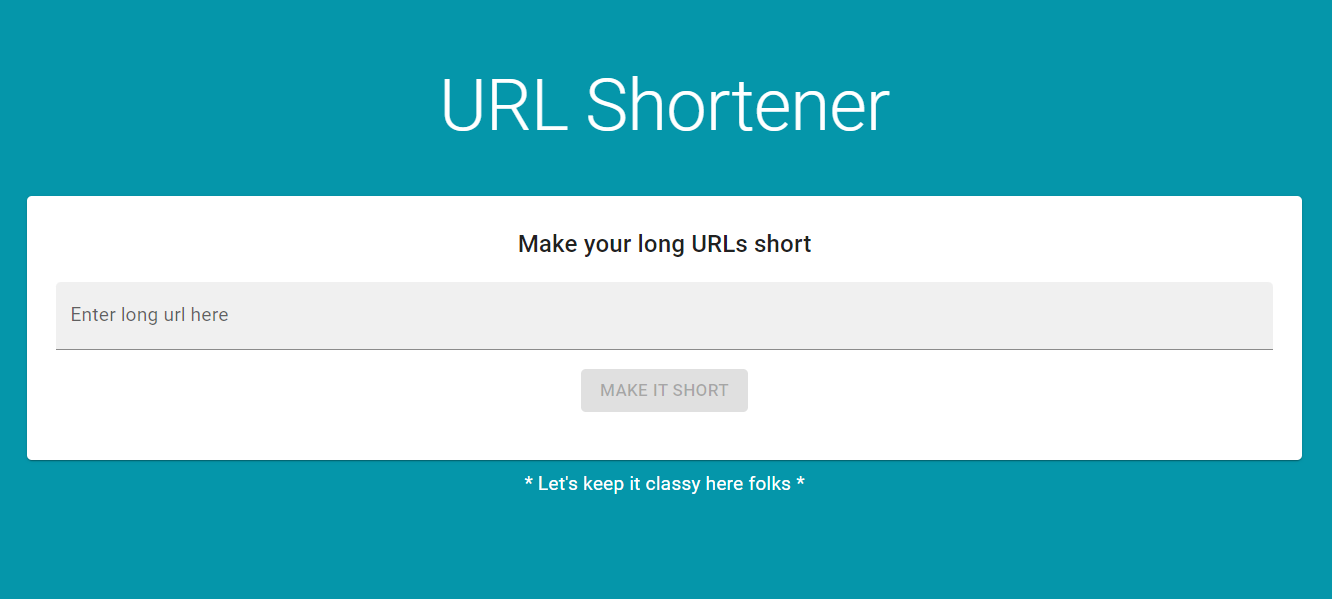 URL Shortener
Make your long URLs short
Enter long url here
MAKE IT SHORT
* Let's keep it classy here folks *